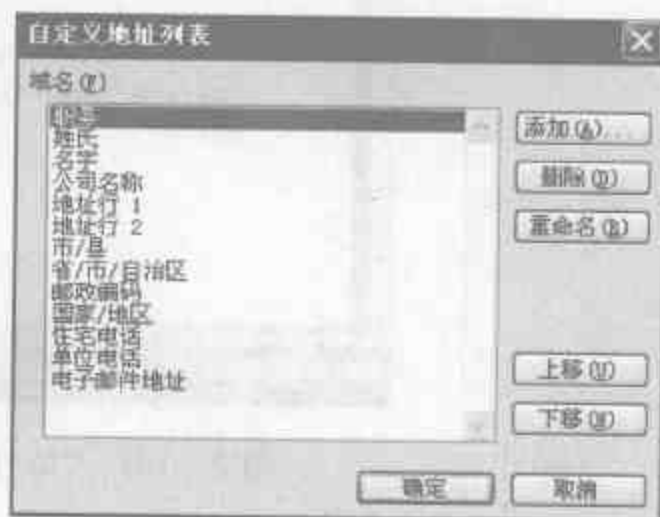 自定义地址列表
域名(F)
姓氏
名字
公司名称
地址行 1
地址行 2
市/县
省/市/自治区
邮政编码
国家/地区
住宅电话
单位电话
电子邮件地址
添加(A)...
删除(D)
重命名(R)
上移(U)
下移(N)
确定
取消